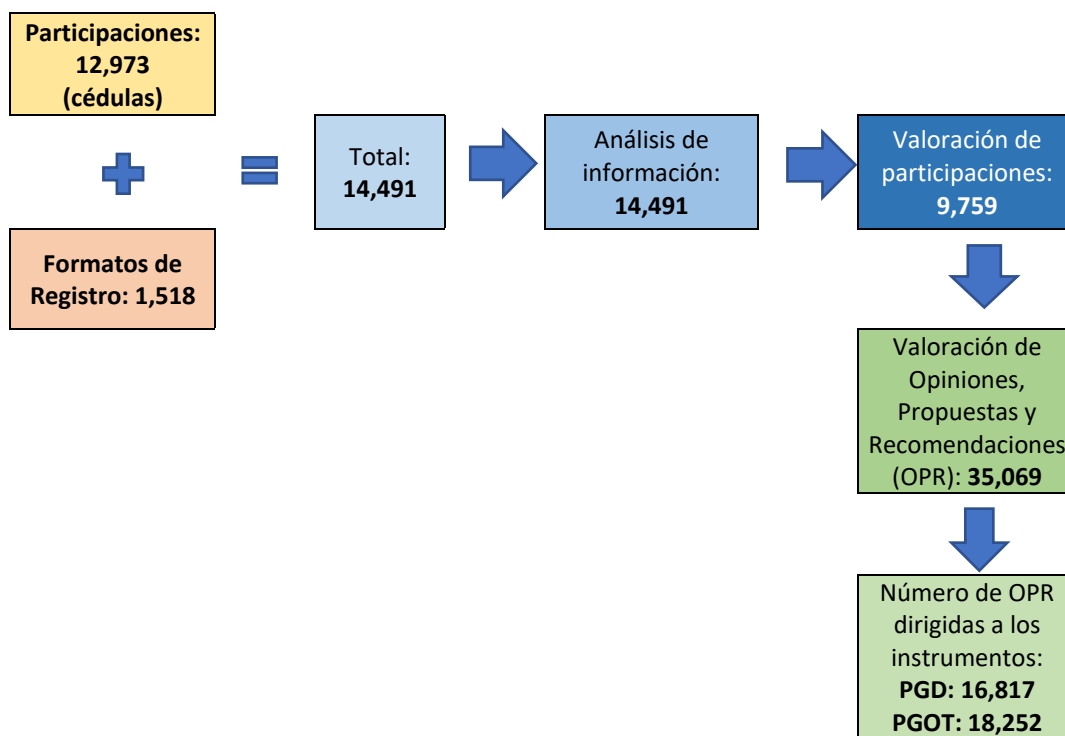 Participaciones:
12,973
(cédulas)
Formatos de
Registro: 1,518
Total:
14,491
Análisis de
información:
14,491
Valoración de
participaciones:
9,759
Valoración de
Opiniones,
Propuestas y
Recomendaciones
(OPR): 35,069
Número de OPR
dirigidas a los
instrumentos:
PGD: 16,817
PGOT: 18,252